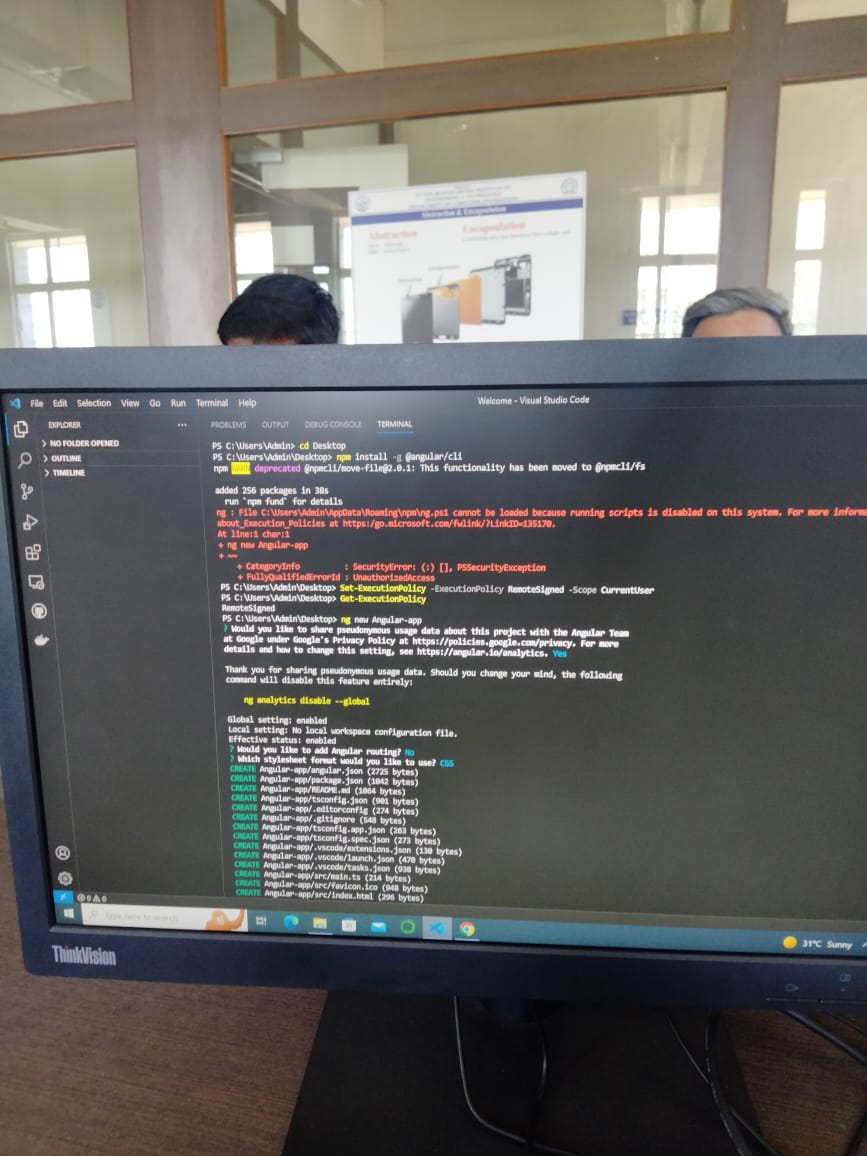 Abstraction & Encapsulation
Abstraction
Encapsulation
File Edit Selection View Go Run Terminal Help
Welcome - Visual Studio Code
EXPLORER
NO FOLDER OPENED
OUTLINE
TIMELINE
PROBLEMS OUTPUT DEBUG CONSOLE TERMINAL
PS C:\Users\Admin> cd Desktop
PS C:\Users\Admin\Desktop> npm install -g @angular/cli
npm WARN deprecated @npmcli/move-file@2.0.1: This functionality has been moved to @npmcli/fs
added 256 packages in 38s
run `npm fund` for details
ng : File C:\Users\Admin\AppData\Roaming\npm\ng.ps1 cannot be loaded because running scripts is disabled on this system. For more inform
about_Execution_Policies at https:/go.microsoft.com/fwlink/?LinkID=135170.
At line:1 char:1
+ ng new Angular-app
+ ~~
+ CategoryInfo : SecurityError: (:) [], PSSecurityException
+ FullyQualifiedErrorId : UnauthorizedAccess
PS C:\Users\Admin\Desktop> Set-ExecutionPolicy -ExecutionPolicy RemoteSigned -Scope CurrentUser
PS C:\Users\Admin\Desktop> Get-ExecutionPolicy
RemoteSigned
PS C:\Users\Admin\Desktop> ng new Angular-app
? Would you like to share pseudonymous usage data about this project with the Angular Team
at Google under Google's Privacy Policy at https://policies.google.com/privacy. For more
details and how to change this setting, see https://angular.io/analytics. Yes
Thank you for sharing pseudonymous usage data. Should you change your mind, the following
command will disable this feature entirely:
ng analytics disable --global
Global setting: enabled
Local setting: No local workspace configuration file.
Effective status: enabled
? Would you like to add Angular routing? No
? Which stylesheet format would you like to use? CSS
CREATE Angular-app/angular.json (2725 bytes)
CREATE Angular-app/package.json (1042 bytes)
CREATE Angular-app/README.md (1064 bytes)
CREATE Angular-app/tsconfig.json (901 bytes)
CREATE Angular-app/.editorconfig (274 bytes)
CREATE Angular-app/.gitignore (548 bytes)
CREATE Angular-app/tsconfig.app.json (263 bytes)
CREATE Angular-app/tsconfig.spec.json (273 bytes)
CREATE Angular-app/.vscode/extensions.json (130 bytes)
CREATE Angular-app/.vscode/launch.json (470 bytes)
CREATE Angular-app/.vscode/tasks.json (938 bytes)
CREATE Angular-app/src/main.ts (214 bytes)
CREATE Angular-app/src/favicon.ico (948 bytes)
CREATE Angular-app/src/index.html (296 bytes)
0 0
Type here to search
31°C Sunny
ThinkVision